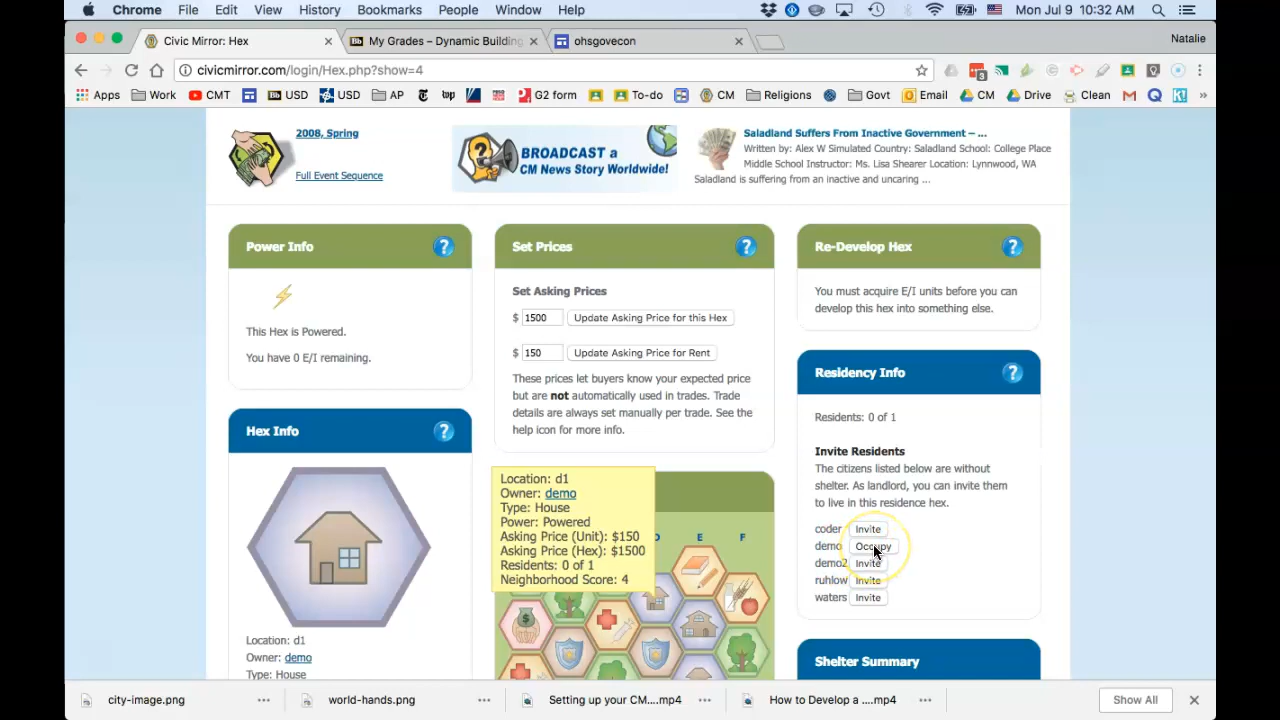 Chrome File Edit View History Bookmarks People Window Help Mon Jul 9 10:32 AM
Civic Mirror: Hex
My Grades – Dynamic Building
ohsgovecon
Natalie
civicmirror.com/login/Hex.php?show=4
Apps Work CMT USD USD AP G2 form To-do CM Religions Govt Email CM Drive Clean
2008, Spring
Full Event Sequence
BROADCAST a
CM News Story Worldwide!
Saladland Suffers From Inactive Government – ...
Written by: Alex W Simulated Country: Saladland School: College Place
Middle School Instructor: Ms. Lisa Shearer Location: Lynnwood, WA
Saladland is suffering from an inactive and uncaring ...
Power Info
This Hex is Powered.
You have 0 E/I remaining.
Hex Info
Location: d1
Owner: demo
Type: House
Set Prices
Set Asking Prices
$ 1500 Update Asking Price for this Hex
$ 150 Update Asking Price for Rent
These prices let buyers know your expected price
but are not automatically used in trades. Trade
details are always set manually per trade. See the
help icon for more info.
Location: d1
Owner: demo
Type: House
Power: Powered
Asking Price (Unit): $150
Asking Price (Hex): $1500
Residents: 0 of 1
Neighborhood Score: 4
E F
Re-Develop Hex
You must acquire E/I units before you can
develop this hex into something else.
Residency Info
Residents: 0 of 1
Invite Residents
The citizens listed below are without
shelter. As landlord, you can invite them
to live in this residence hex.
coder Invite
demo Occupy
demo2 Invite
ruhlow Invite
waters Invite
Shelter Summary
city-image.png
world-hands.png
Setting up your CM....mp4
How to Develop a ....mp4
Show All